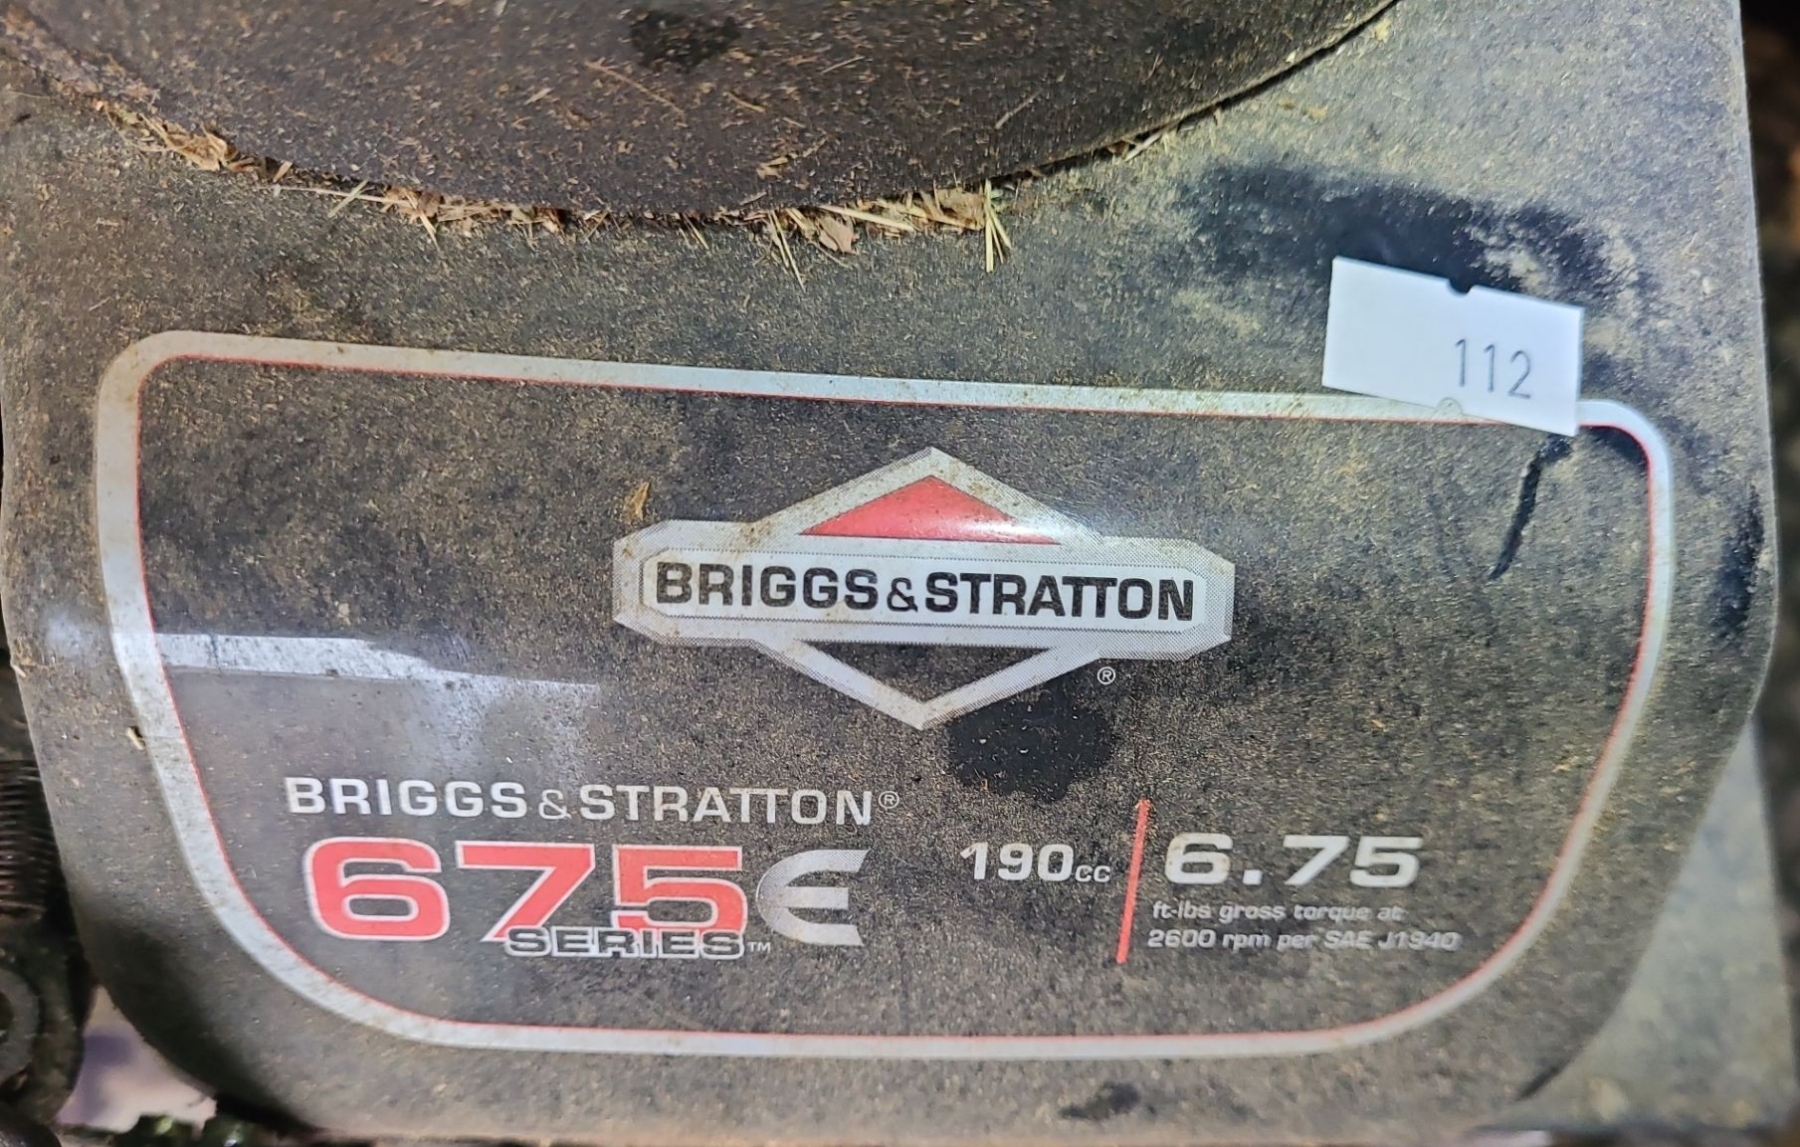 112
BRIGGS & STRATTON
®
BRIGGS & STRATTON®
675E
SERIES™
190cc
6.75
ft-lbs gross torque at
2600 rpm per SAE J1940